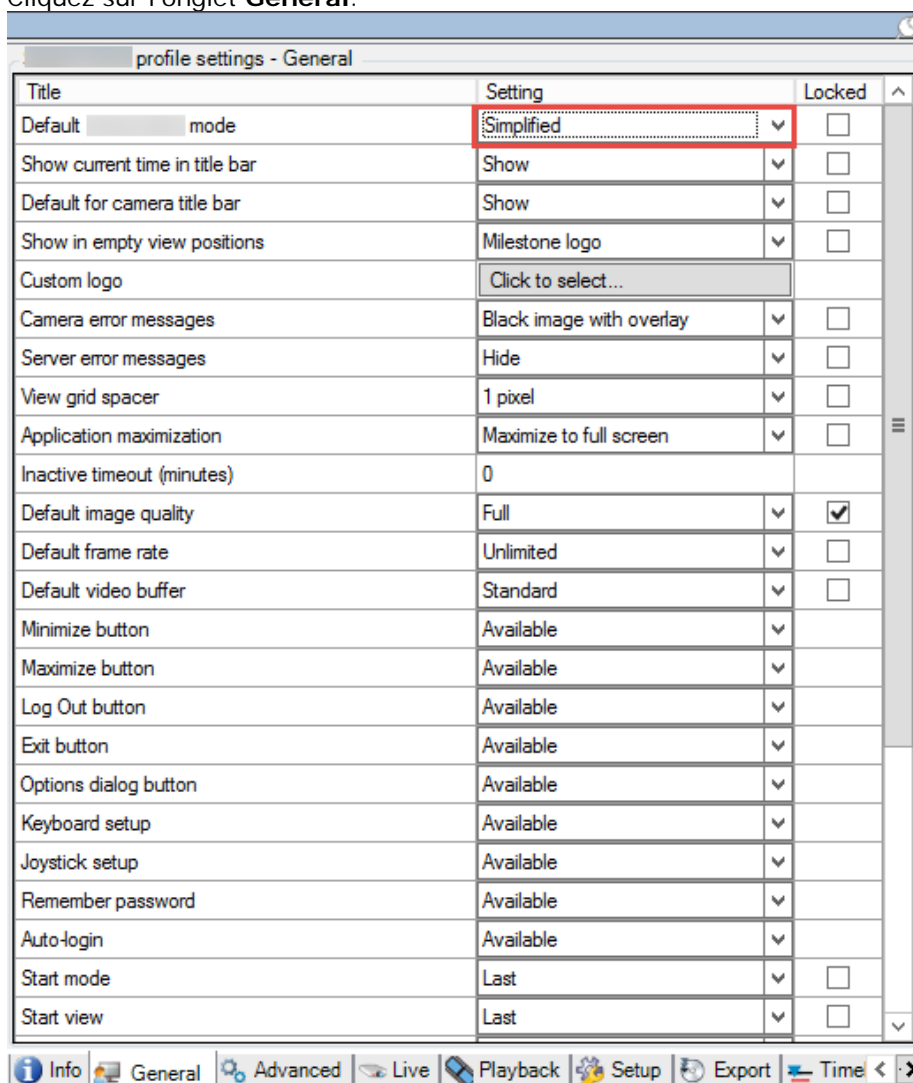 Cliquez sur l'onglet General.
profile settings - General
Title Setting Locked
Default mode Simplified
Show current time in title bar Show
Default for camera title bar Show
Show in empty view positions Milestone logo
Custom logo Click to select...
Camera error messages Black image with overlay
Server error messages Hide
View grid spacer 1 pixel
Application maximization Maximize to full screen
Inactive timeout (minutes) 0
Default image quality Full
Default frame rate Unlimited
Default video buffer Standard
Minimize button Available
Maximize button Available
Log Out button Available
Exit button Available
Options dialog button Available
Keyboard setup Available
Joystick setup Available
Remember password Available
Auto-login Available
Start mode Last
Start view Last
Info General Advanced Live Playback Setup Export Timel